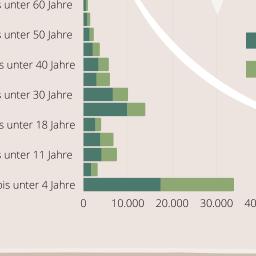 unter 60 Jahre
unter 50 Jahre
unter 40 Jahre
unter 30 Jahre
unter 18 Jahre
unter 11 Jahre
bis unter 4 Jahre
0 10.000 20.000 30.000 40